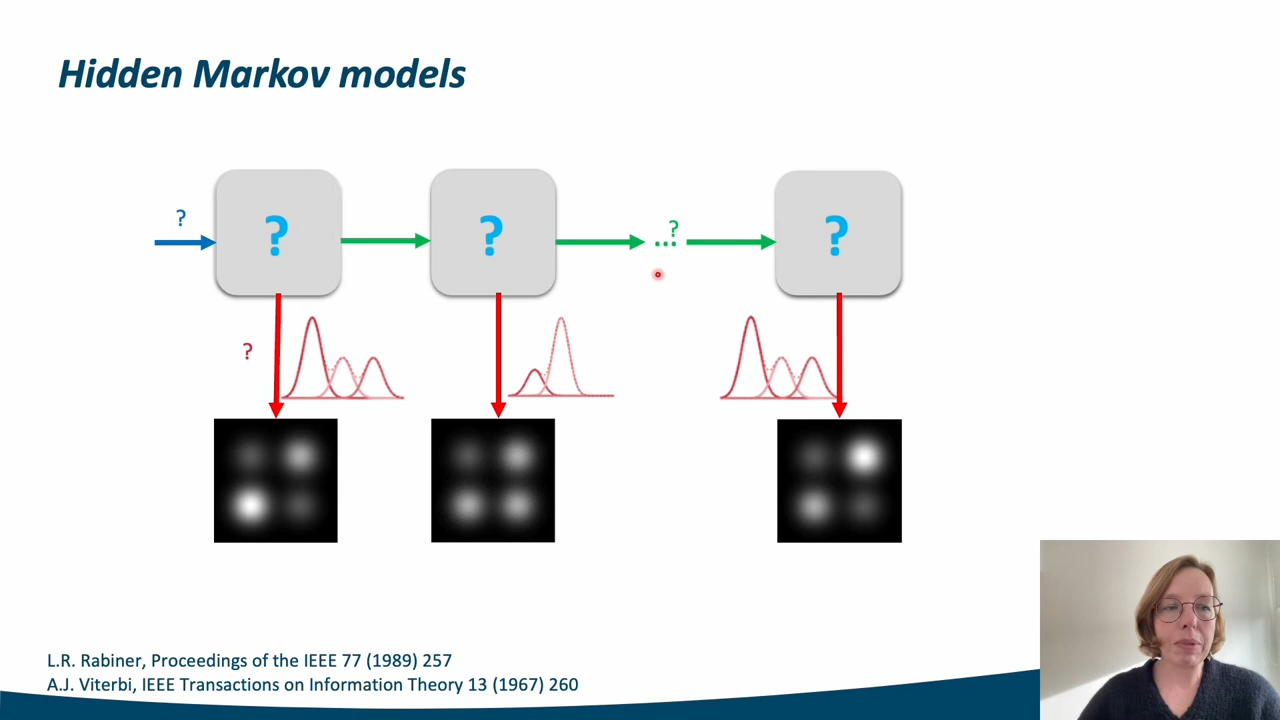 Hidden Markov models
?
?
?
...?
?
?
L.R. Rabiner, Proceedings of the IEEE 77 (1989) 257
A.J. Viterbi, IEEE Transactions on Information Theory 13 (1967) 260